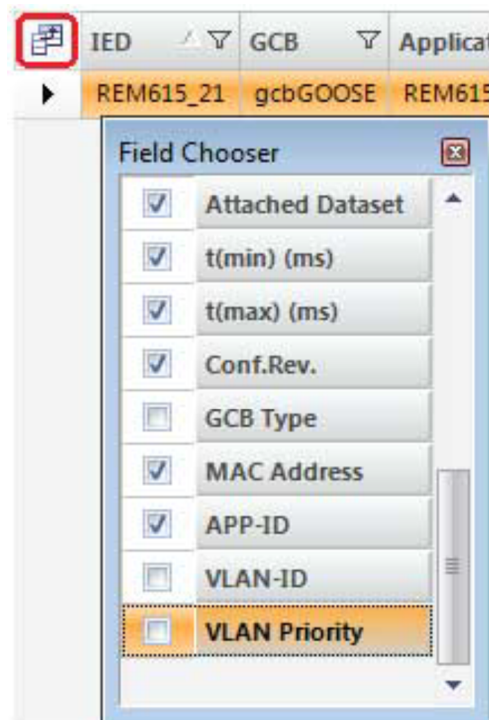 IED GCB Applicat
REM615_21 gcbGOOSE REM615
Field Chooser
Attached Dataset
t(min) (ms)
t(max) (ms)
Conf.Rev.
GCB Type
MAC Address
APP-ID
VLAN-ID
VLAN Priority